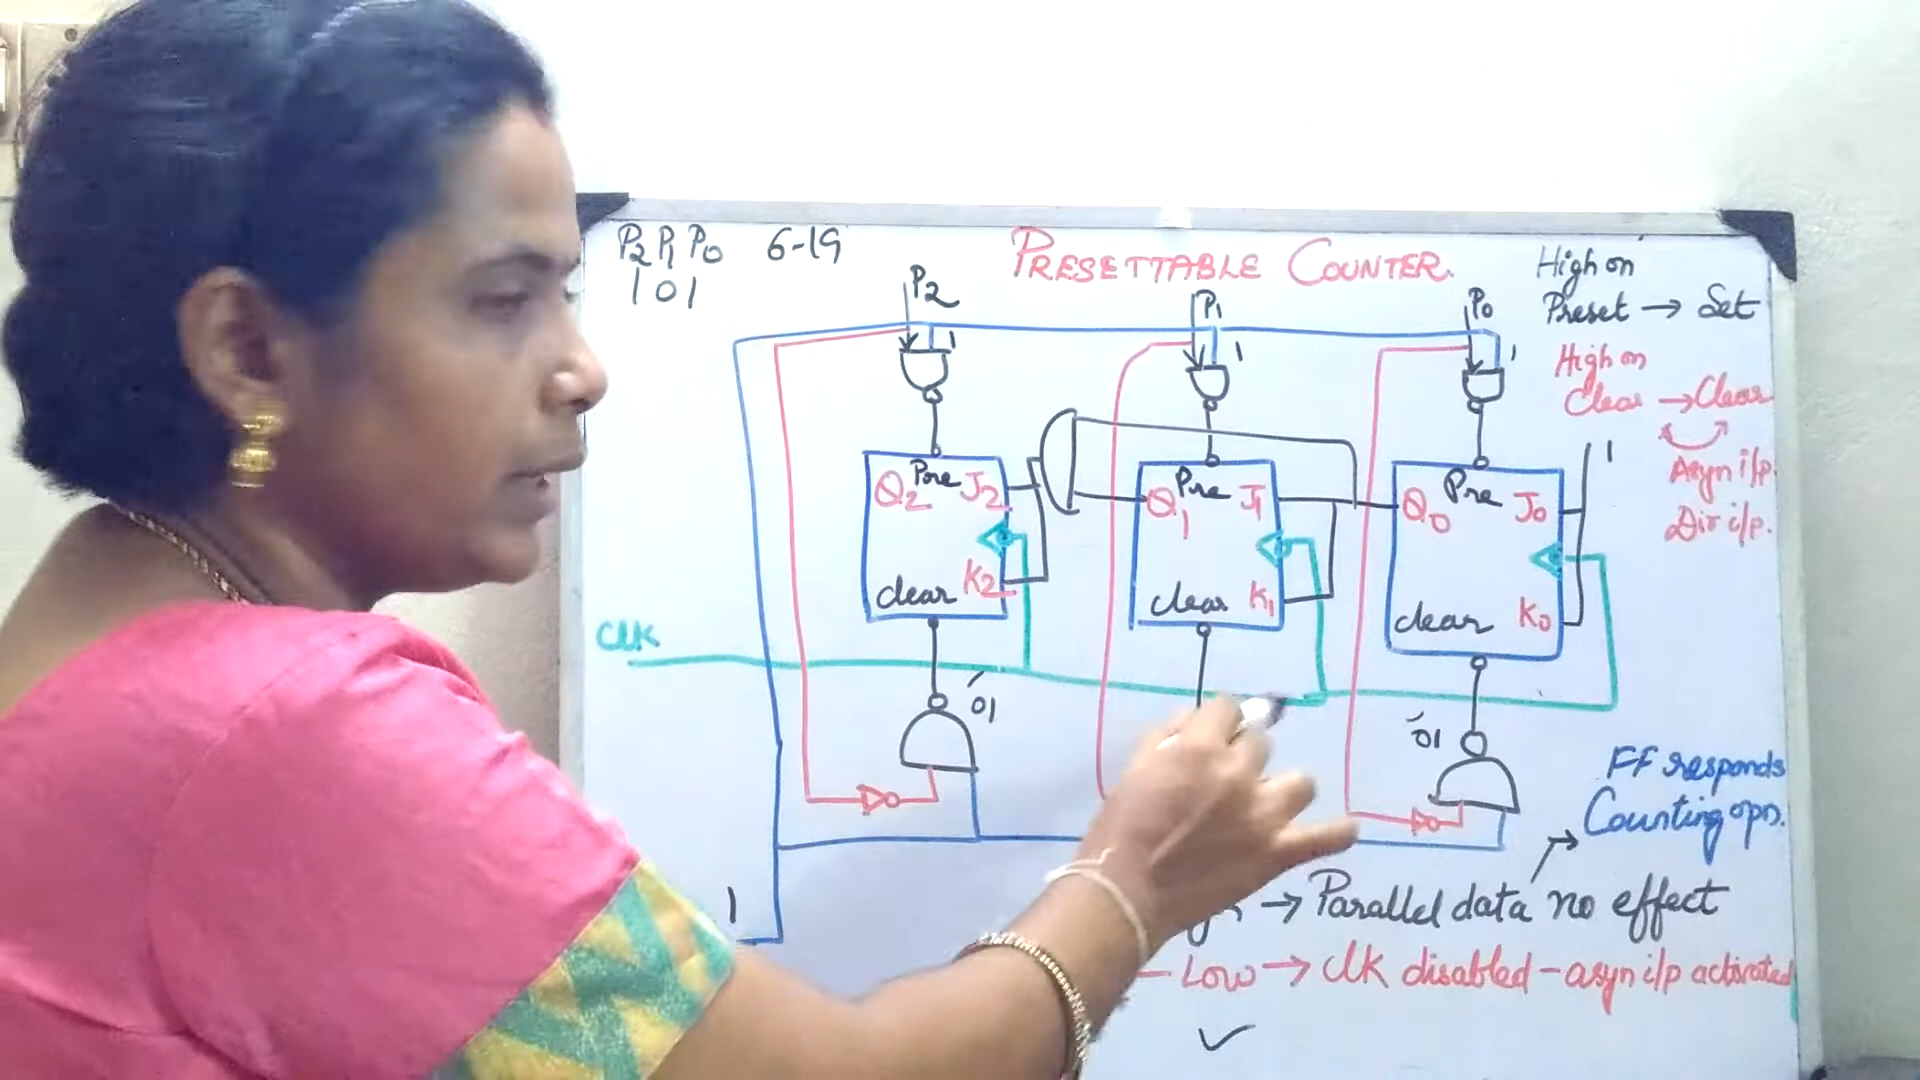 P2 P1 P0 6-19
1 0 1
PRESETTABLE COUNTER
High on
Preset → Set
High on
Clear → Clear
Asyn i/p.
Dir i/p.
P2 P1 P0
1 1 1
Pre Pre Pre
Q2 J2 Q1 J1 Q0 J0
1
clear K2 clear K1 clear K0
CLK
01 01
FF responds
Counting opn.
1
→ Parallel data no effect
– Low → CLK disabled – asyn i/p activated